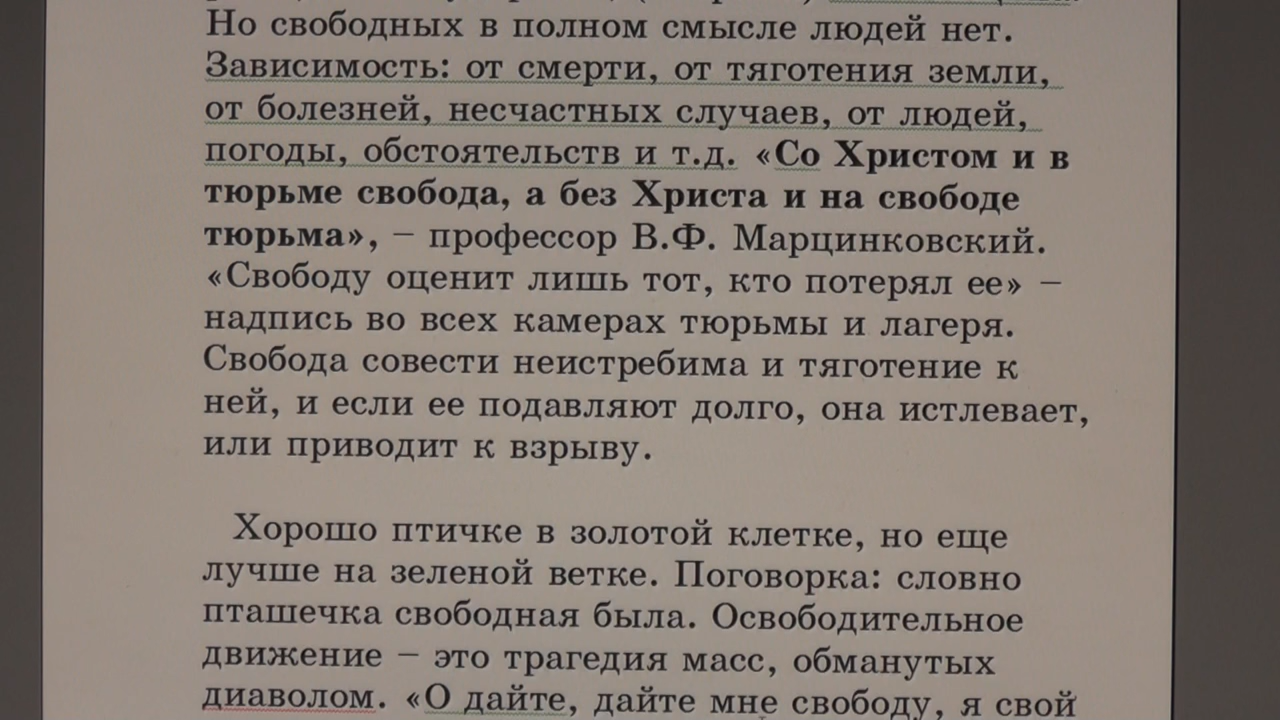 Но свободных в полном смысле людей нет.
Зависимость: от смерти, от тяготения земли,
от болезней, несчастных случаев, от людей,
погоды, обстоятельств и т.д. «Со Христом и в
тюрьме свобода, а без Христа и на свободе
тюрьма», – профессор В.Ф. Марцинковский.
«Свободу оценит лишь тот, кто потерял ее» –
надпись во всех камерах тюрьмы и лагеря.
Свобода совести неистребима и тяготение к
ней, и если ее подавляют долго, она истлевает,
или приводит к взрыву.
Хорошо птичке в золотой клетке, но еще
лучше на зеленой ветке. Поговорка: словно
пташечка свободная была. Освободительное
движение – это трагедия масс, обманутых
диаволом. «О дайте, дайте мне свободу, я свой